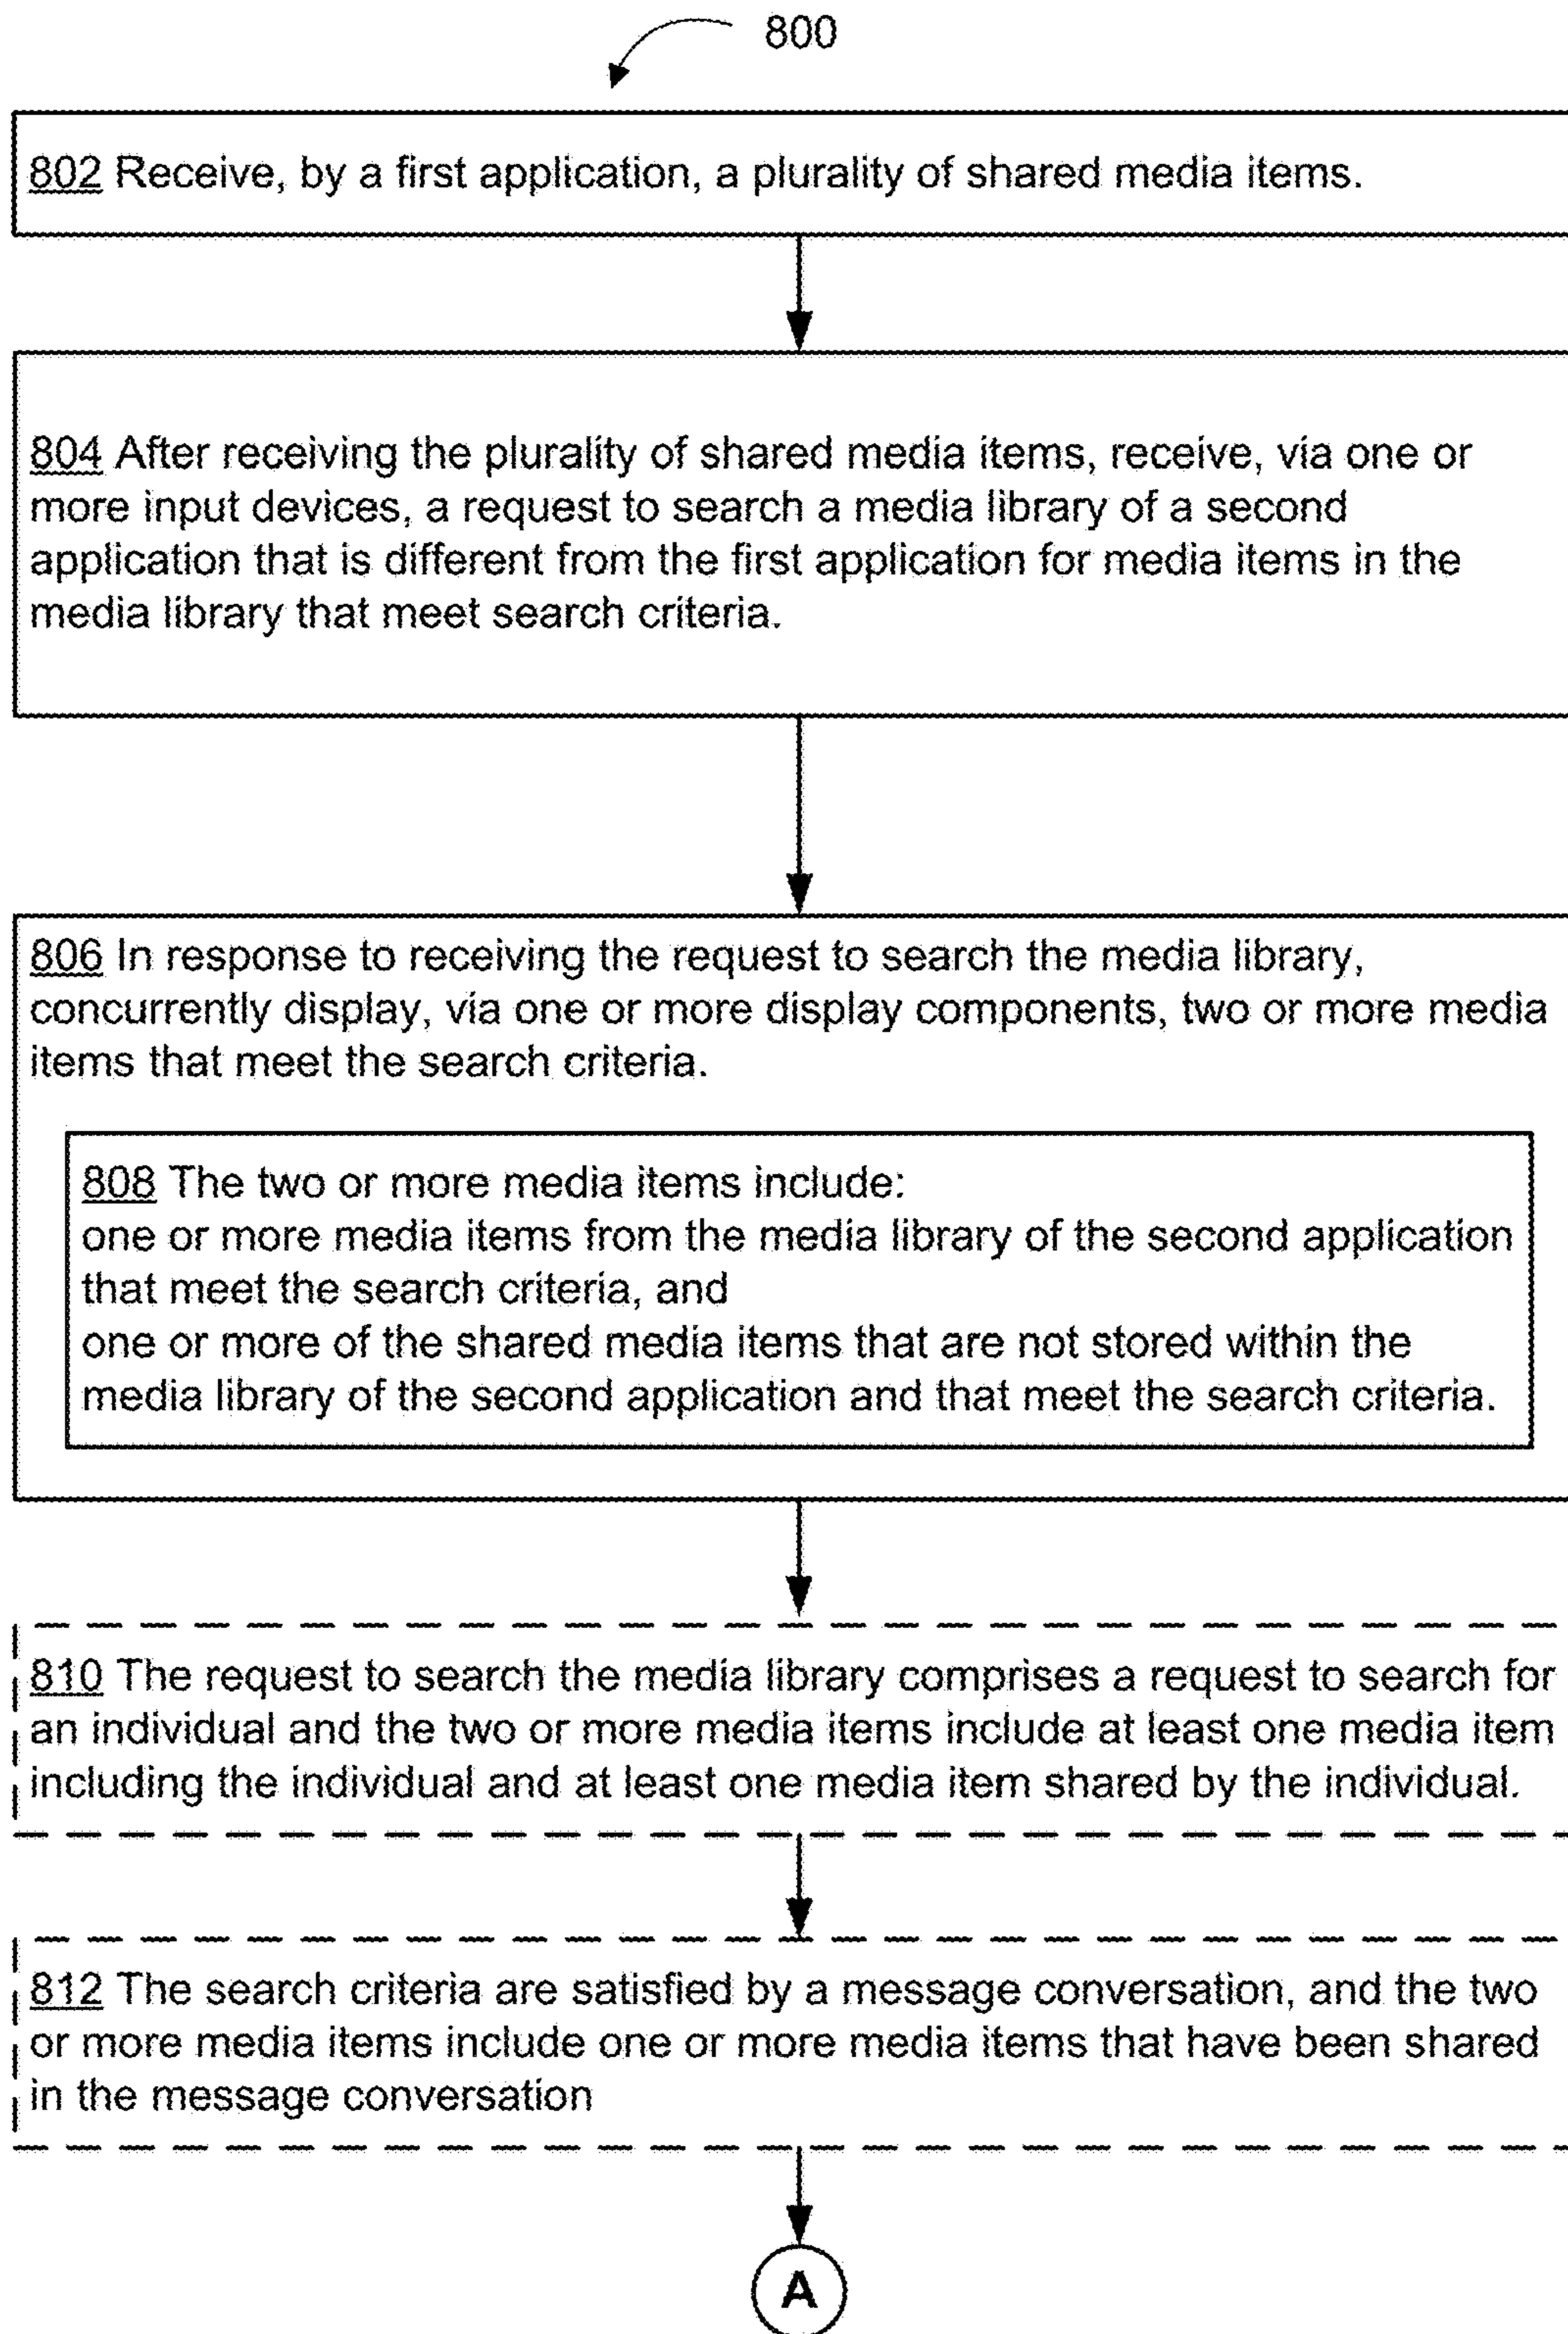 800
802 Receive, by a first application, a plurality of shared media items.
804 After receiving the plurality of shared media items, receive, via one or
more input devices, a request to search a media library of a second
application that is different from the first application for media items in the
media library that meet search criteria.
806 In response to receiving the request to search the media library,
concurrently display, via one or more display components, two or more media
items that meet the search criteria.
808 The two or more media items include:
one or more media items from the media library of the second application
that meet the search criteria, and
one or more of the shared media items that are not stored within the
media library of the second application and that meet the search criteria.
810 The request to search the media library comprises a request to search for
an individual and the two or more media items include at least one media item
including the individual and at least one media item shared by the individual.
812 The search criteria are satisfied by a message conversation, and the two
or more media items include one or more media items that have been shared
in the message conversation
A